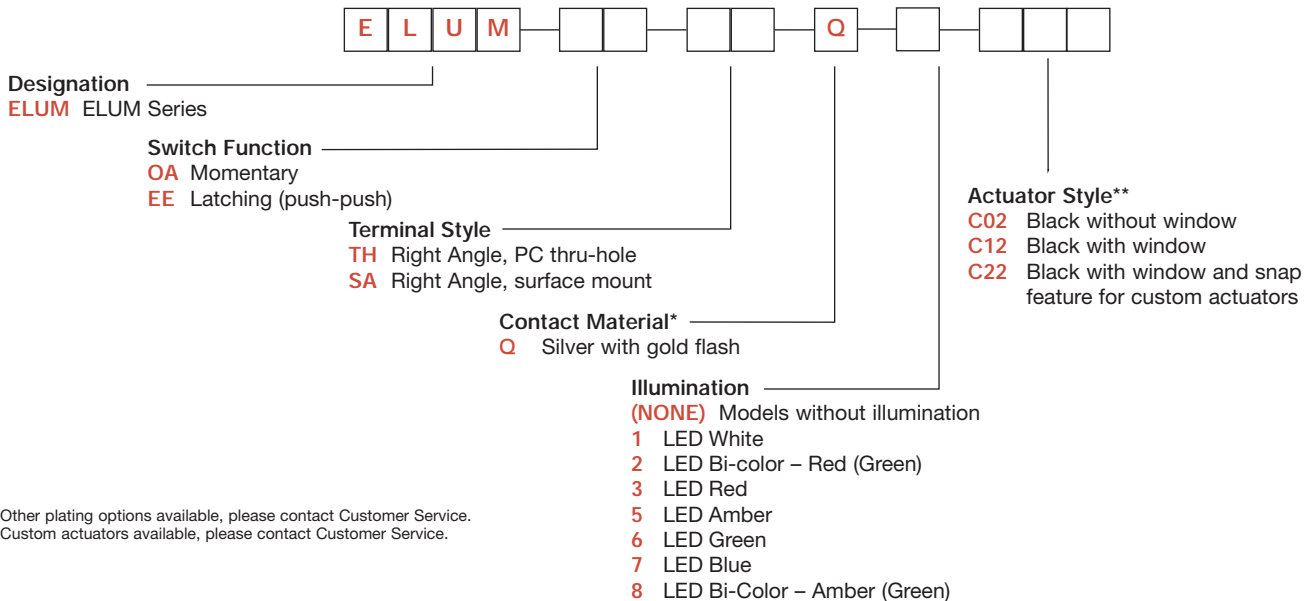 E L U M Q
Designation
ELUM ELUM Series
Switch Function
OA Momentary
EE Latching (push-push)
Terminal Style
TH Right Angle, PC thru-hole
SA Right Angle, surface mount
Contact Material*
Q Silver with gold flash
Illumination
(NONE) Models without illumination
1 LED White
2 LED Bi-color – Red (Green)
3 LED Red
5 LED Amber
6 LED Green
7 LED Blue
8 LED Bi-Color – Amber (Green)
Actuator Style**
C02 Black without window
C12 Black with window
C22 Black with window and snap
feature for custom actuators
Other plating options available, please contact Customer Service.
Custom actuators available, please contact Customer Service.